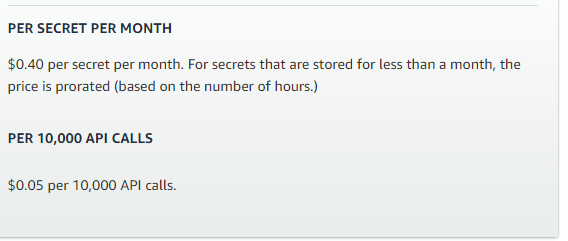 PER SECRET PER MONTH
$0.40 per secret per month. For secrets that are stored for less than a month, the
price is prorated (based on the number of hours.)
PER 10,000 API CALLS
$0.05 per 10,000 API calls.